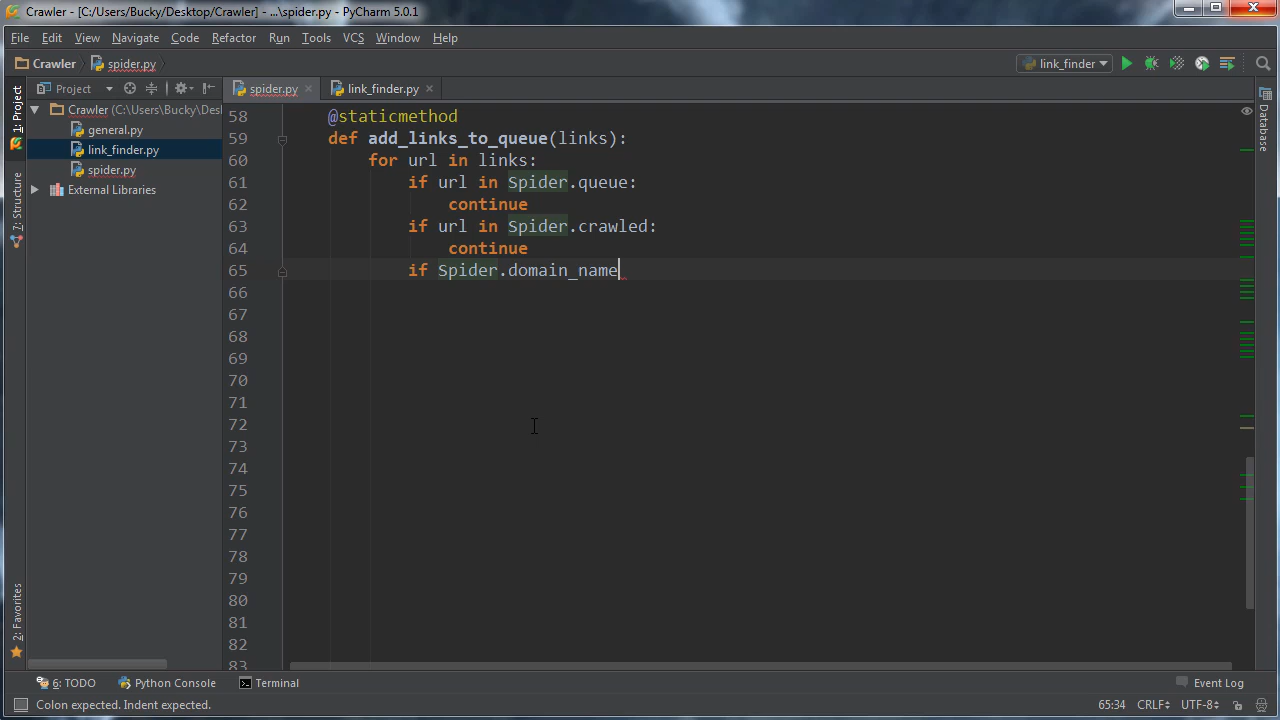 Crawler - [C:/Users/Bucky/Desktop/Crawler] - ...\spider.py - PyCharm 5.0.1
File Edit View Navigate Code Refactor Run Tools VCS Window Help
Crawler spider.py link_finder
Project spider.py link_finder.py
1: Project
7: Structure
2: Favorites
Database
Crawler (C:\Users\Bucky\Des
general.py
link_finder.py
spider.py
External Libraries
58 @staticmethod
59 def add_links_to_queue(links):
60 for url in links:
61 if url in Spider.queue:
62 continue
63 if url in Spider.crawled:
64 continue
65 if Spider.domain_name
66
67
68
69
70
71
72
73
74
75
76
77
78
79
80
81
82
83
6: TODO Python Console Terminal Event Log
Colon expected. Indent expected. 65:34 CRLF UTF-8